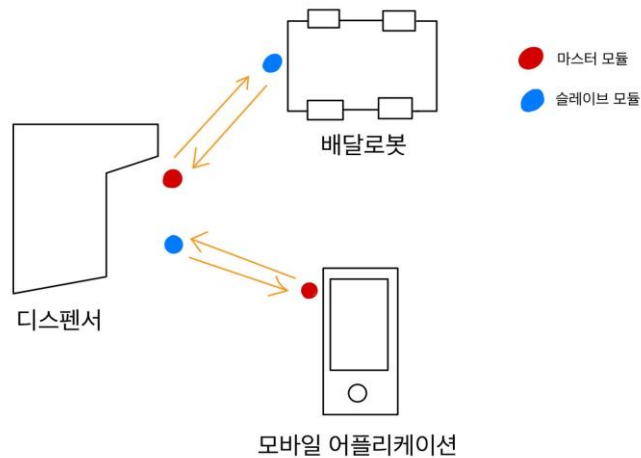 마스터 모듈
슬레이브 모듈
배달로봇
디스펜서
모바일 어플리케이션